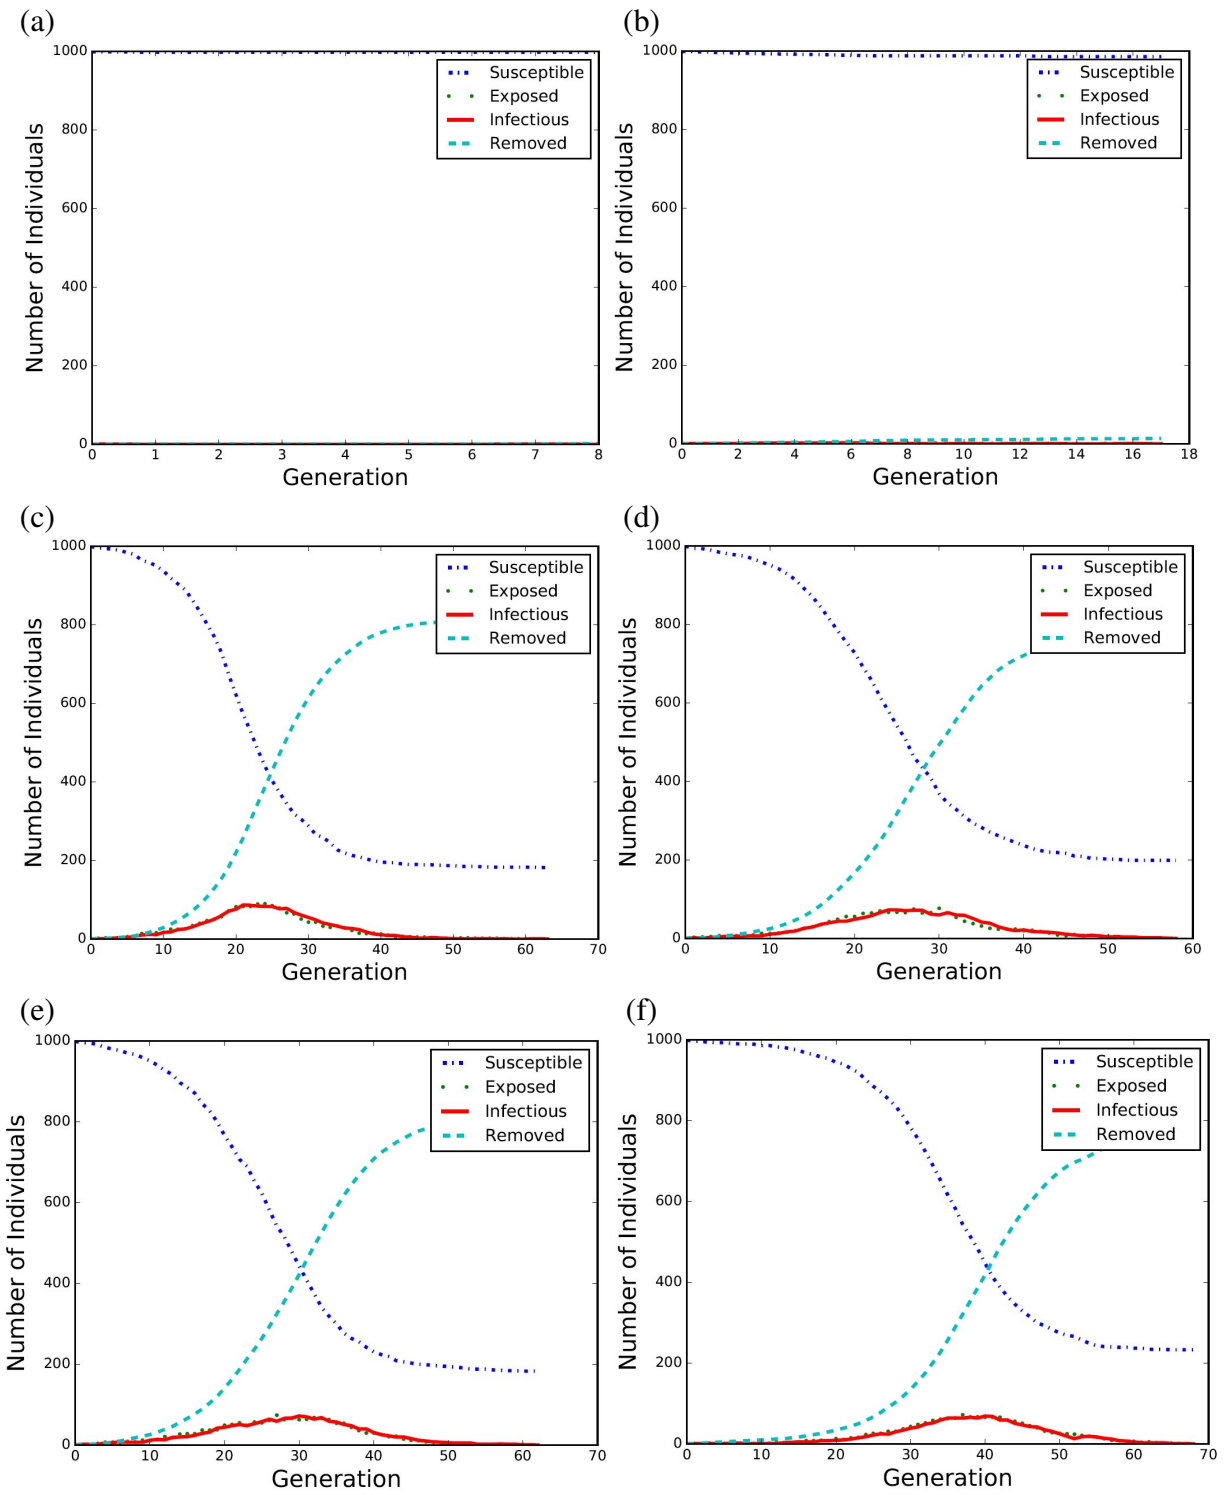 (a)
1000
800
600
400
200
0
Number of Individuals
Susceptible
Exposed
Infectious
Removed
0 1 2 3 4 5 6 7 8
Generation
(b)
1000
800
600
400
200
0
Number of Individuals
Susceptible
Exposed
Infectious
Removed
0 2 4 6 8 10 12 14 16 18
Generation
(c)
1000
800
600
400
200
0
Number of Individuals
Susceptible
Exposed
Infectious
Removed
0 10 20 30 40 50 60 70
Generation
(d)
1000
800
600
400
200
0
Number of Individuals
Susceptible
Exposed
Infectious
Removed
0 10 20 30 40 50 60
Generation
(e)
1000
800
600
400
200
0
Number of Individuals
Susceptible
Exposed
Infectious
Removed
0 10 20 30 40 50 60 70
Generation
(f)
1000
800
600
400
200
0
Number of Individuals
Susceptible
Exposed
Infectious
Removed
0 10 20 30 40 50 60 70
Generation